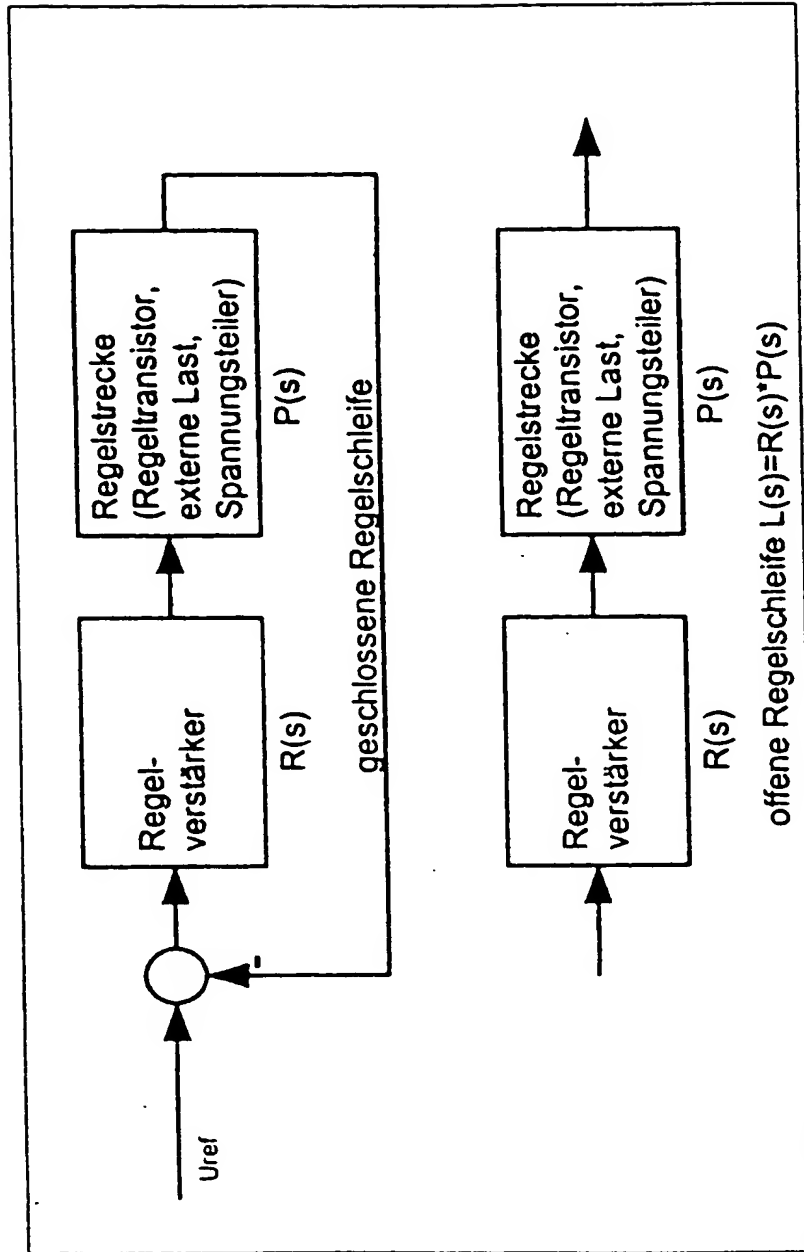 Uref
-
Regel-
verstärker
R(s)
Regelstrecke
(Regeltransistor,
externe Last,
Spannungsteiler)
P(s)
geschlossene Regelschleife
Regel-
verstärker
R(s)
Regelstrecke
(Regeltransistor,
externe Last,
Spannungsteiler)
P(s)
offene Regelschleife L(s)=R(s)*P(s)